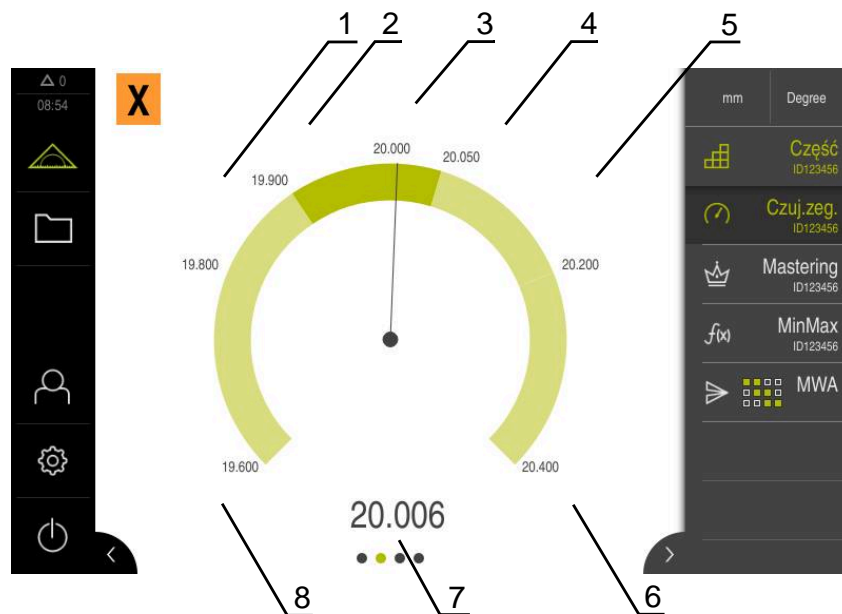 1 2 3 4 5
△ 0
08:54
X
mm Degree
Część
ID123456
Czuj.zeg.
ID123456
Mastering
ID123456
f(x) MinMax
ID123456
MWA
20.000
20.050
19.900
19.800
20.200
19.600
20.400
20.006
8 7 6